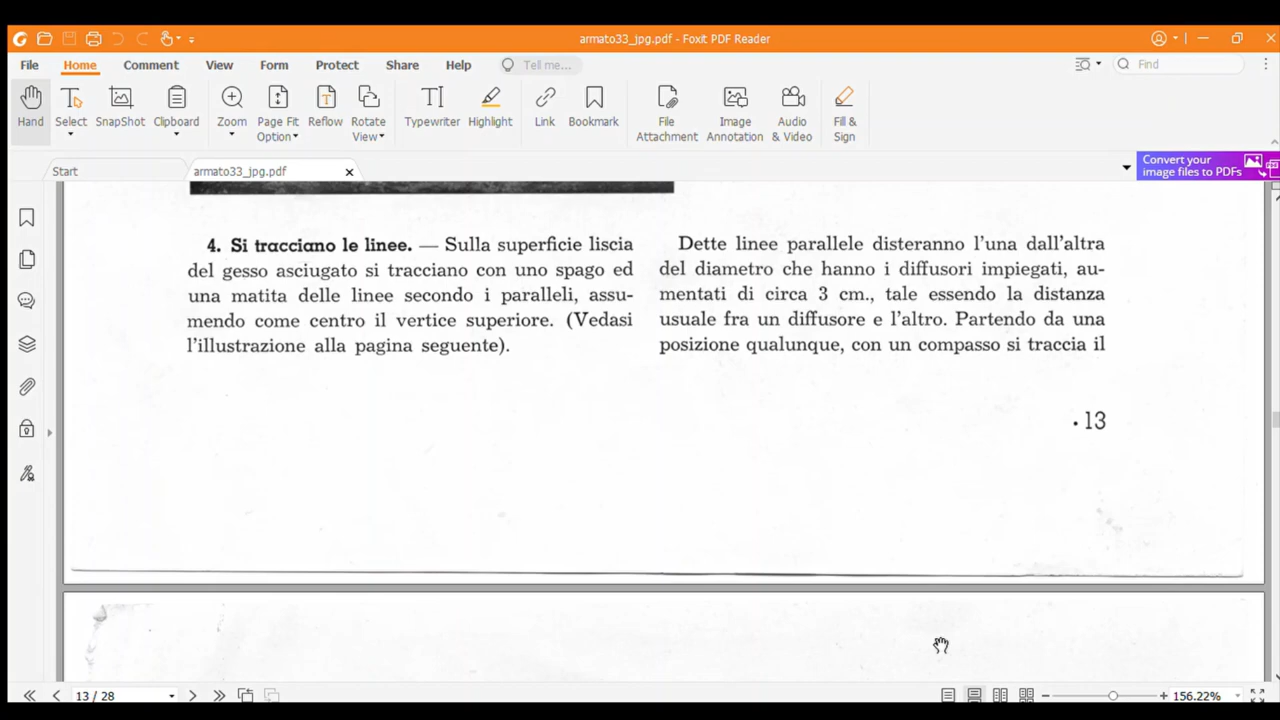 armato33_jpg.pdf - Foxit PDF Reader
File Home Comment View Form Protect Share Help Tell me... Find
Hand Select SnapShot Clipboard Zoom Page Fit Option Reflow Rotate View Typewriter Highlight Link Bookmark File Attachment Image Annotation Audio & Video Fill & Sign
Start armato33_jpg.pdf
Convert your
image files to PDFs
4. Si tracciano le linee. — Sulla superficie liscia
del gesso asciugato si tracciano con uno spago ed
una matita delle linee secondo i paralleli, assu-
mendo come centro il vertice superiore. (Vedasi
l'illustrazione alla pagina seguente).
Dette linee parallele disteranno l'una dall'altra
del diametro che hanno i diffusori impiegati, au-
mentati di circa 3 cm., tale essendo la distanza
usuale fra un diffusore e l'altro. Partendo da una
posizione qualunque, con un compasso si traccia il
· 13
13 / 28
156.22%